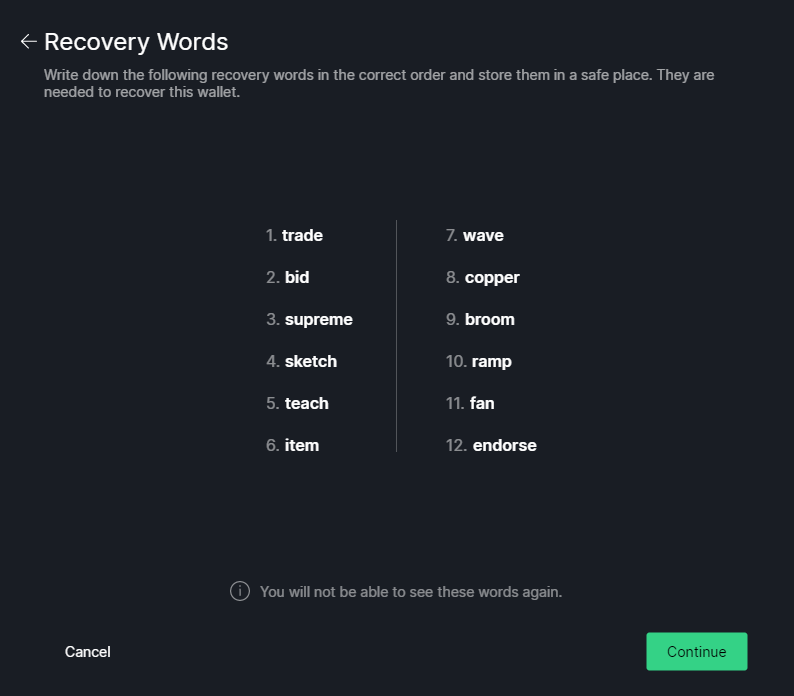 Recovery Words
Write down the following recovery words in the correct order and store them in a safe place. They are
needed to recover this wallet.
1. trade
2. bid
3. supreme
4. sketch
5. teach
6. item
7. wave
8. copper
9. broom
10. ramp
11. fan
12. endorse
You will not be able to see these words again.
Cancel
Continue